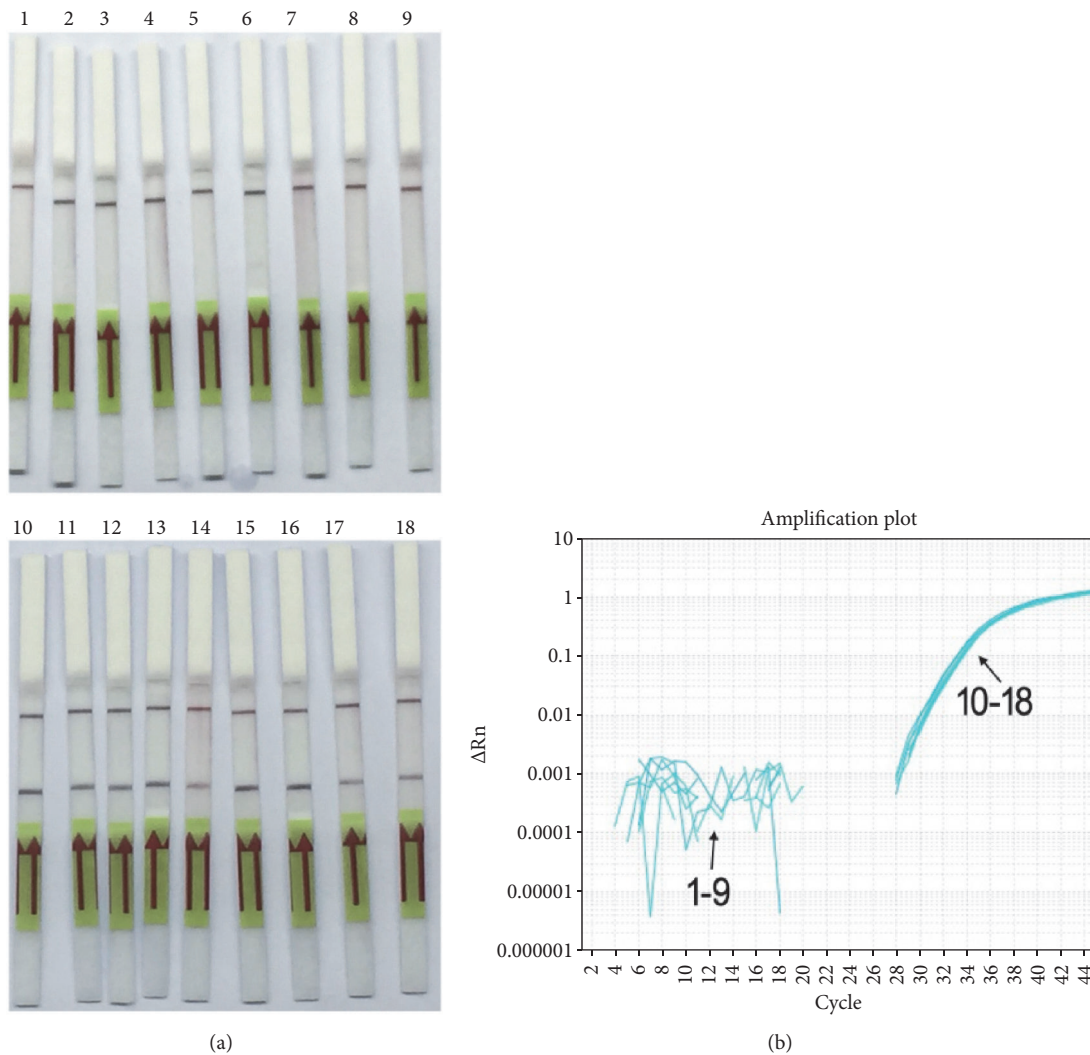 1 2 3 4 5 6 7 8 9
10 11 12 13 14 15 16 17 18
(a)
Amplification plot
10
1
0.1
0.01
0.001
0.0001
0.00001
0.000001
ΔRn
10-18
1-9
2 4 6 8 10 12 14 16 18 20 22 24 26 28 30 32 34 36 38 40 42 44
Cycle
(b)